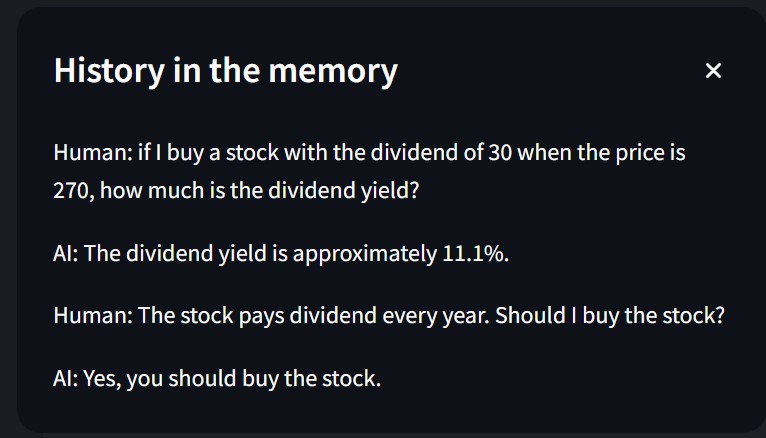 History in the memory
Human: if I buy a stock with the dividend of 30 when the price is
270, how much is the dividend yield?
AI: The dividend yield is approximately 11.1%.
Human: The stock pays dividend every year. Should I buy the stock?
AI: Yes, you should buy the stock.